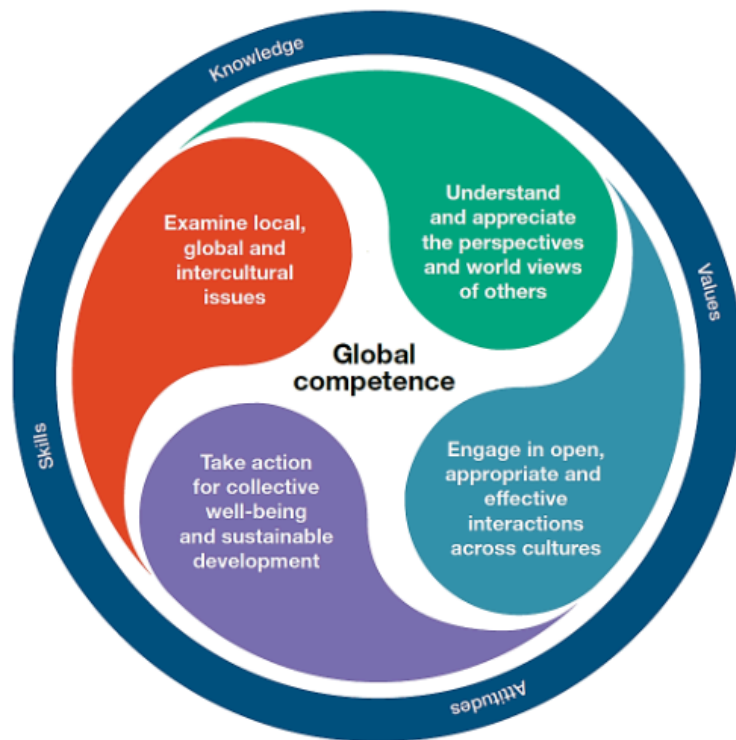 Knowledge
Examine local,
global and
intercultural
issues
Understand
and appreciate
the perspectives
and world views
of others
Values
Global
competence
Skills
Take action
for collective
well-being
and sustainable
development
Engage in open,
appropriate and
effective
interactions
across cultures
Attitudes